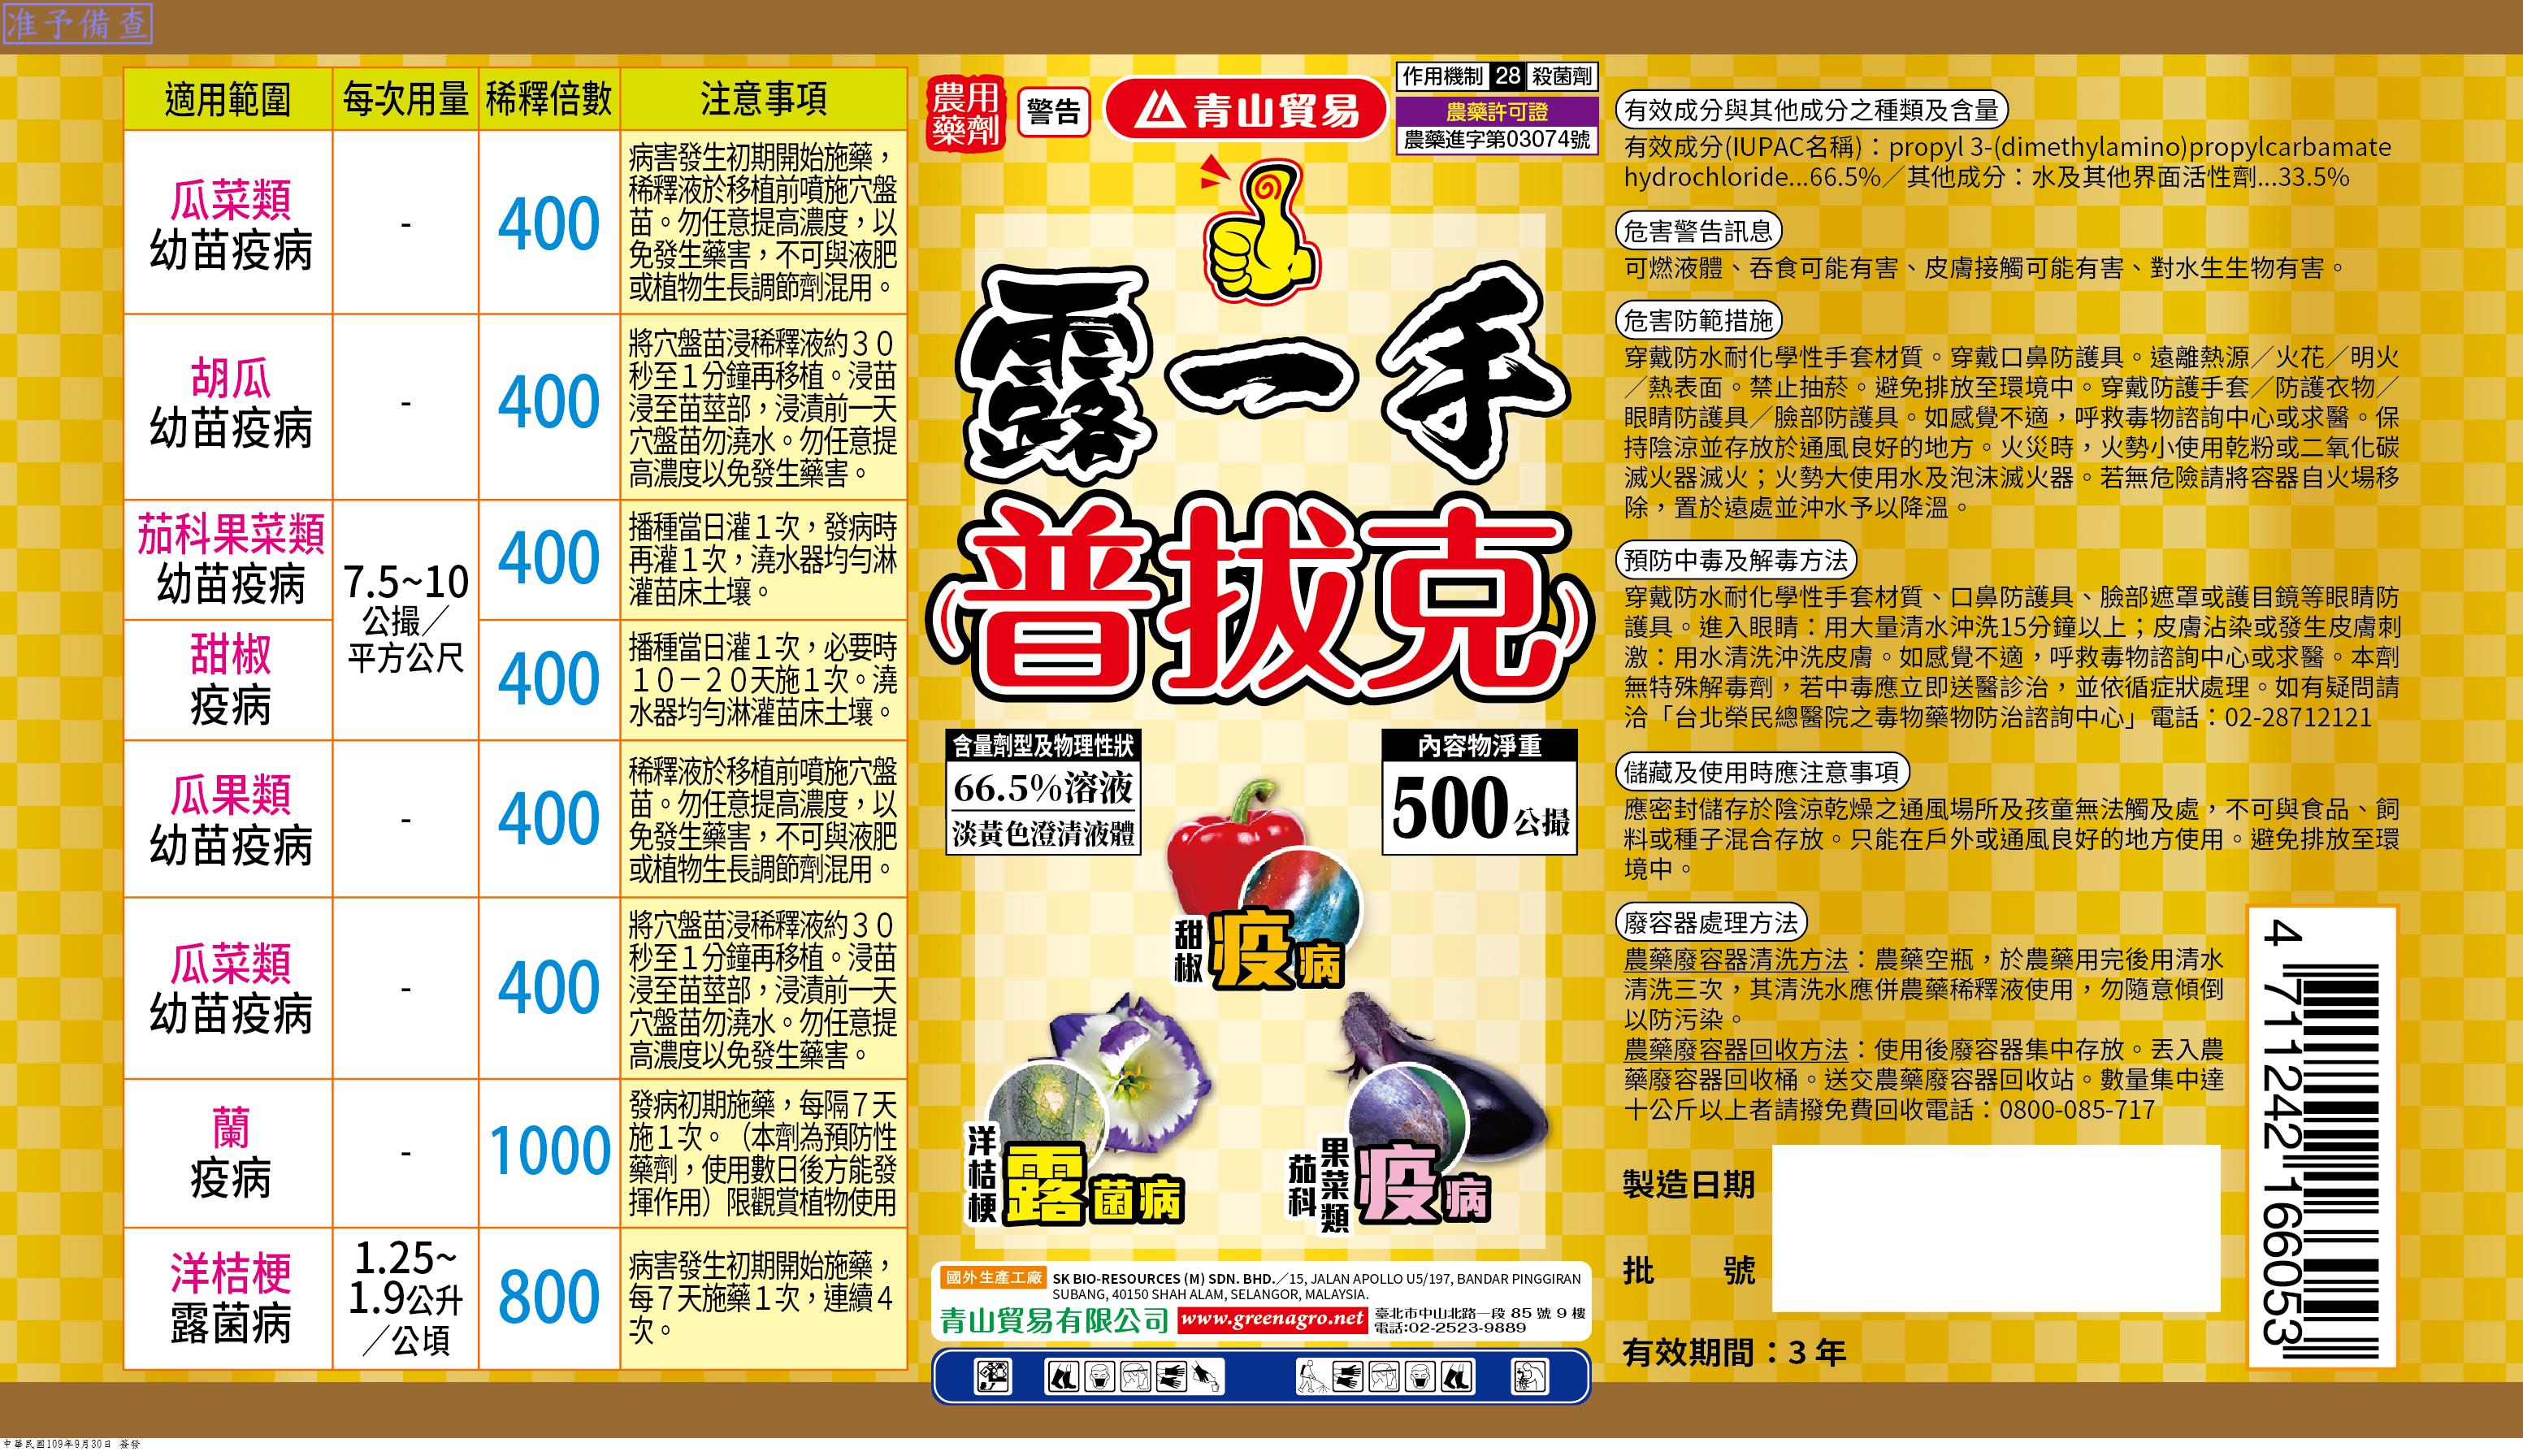 准予備查
適用範圍 每次用量 稀釋倍數 注意事項
瓜菜類
幼苗疫病
-
400
病害發生初期開始施藥，
稀釋液於移植前噴施穴盤
苗。勿任意提高濃度，以
免發生藥害，不可與液肥
或植物生長調節劑混用。
胡瓜
幼苗疫病
-
400
將穴盤苗浸稀釋液約３０
秒至１分鐘再移植。浸苗
浸至苗莖部，浸漬前一天
穴盤苗勿澆水。勿任意提
高濃度以免發生藥害。
茄科果菜類
幼苗疫病
7.5~10
公撮／
平方公尺
400
播種當日灌１次，發病時
再灌１次，澆水器均勻淋
灌苗床土壤。
甜椒
疫病
400
播種當日灌１次，必要時
１０－２０天施１次。澆
水器均勻淋灌苗床土壤。
瓜果類
幼苗疫病
-
400
稀釋液於移植前噴施穴盤
苗。勿任意提高濃度，以
免發生藥害，不可與液肥
或植物生長調節劑混用。
瓜菜類
幼苗疫病
-
400
將穴盤苗浸稀釋液約３０
秒至１分鐘再移植。浸苗
浸至苗莖部，浸漬前一天
穴盤苗勿澆水。勿任意提
高濃度以免發生藥害。
蘭
疫病
-
1000
發病初期施藥，每隔７天
施１次。（本劑為預防性
藥劑，使用數日後方能發
揮作用）限觀賞植物使用
洋桔梗
露菌病
1.25~
1.9公升
／公頃
800
病害發生初期開始施藥，
每７天施藥１次，連續４
次。
農用
藥劑
警告
青山貿易
作用機制 28 殺菌劑
農藥許可證
農藥進字第03074號
露一手
普拔克
含量劑型及物理性狀
66.5%溶液
淡黃色澄清液體
內容物淨重
500公撮
甜椒
疫病
洋桔梗
露菌病
茄科
果菜類
疫病
國外生產工廠 SK BIO-RESOURCES (M) SDN. BHD.／15, JALAN APOLLO U5/197, BANDAR PINGGIRAN
SUBANG, 40150 SHAH ALAM, SELANGOR, MALAYSIA.
青山貿易有限公司 www.greenagro.net 臺北市中山北路一段 85 號 9 樓
電話:02-2523-9889
有效成分與其他成分之種類及含量
有效成分(IUPAC名稱)：propyl 3-(dimethylamino)propylcarbamate
hydrochloride...66.5%／其他成分：水及其他界面活性劑...33.5%
危害警告訊息
可燃液體、吞食可能有害、皮膚接觸可能有害、對水生生物有害。
危害防範措施
穿戴防水耐化學性手套材質。穿戴口鼻防護具。遠離熱源／火花／明火
／熱表面。禁止抽菸。避免排放至環境中。穿戴防護手套／防護衣物／
眼睛防護具／臉部防護具。如感覺不適，呼救毒物諮詢中心或求醫。保
持陰涼並存放於通風良好的地方。火災時，火勢小使用乾粉或二氧化碳
滅火器滅火；火勢大使用水及泡沫滅火器。若無危險請將容器自火場移
除，置於遠處並沖水予以降溫。
預防中毒及解毒方法
穿戴防水耐化學性手套材質、口鼻防護具、臉部遮罩或護目鏡等眼睛防
護具。進入眼睛：用大量清水沖洗15分鐘以上；皮膚沾染或發生皮膚刺
激：用水清洗沖洗皮膚。如感覺不適，呼救毒物諮詢中心或求醫。本劑
無特殊解毒劑，若中毒應立即送醫診治，並依循症狀處理。如有疑問請
洽「台北榮民總醫院之毒物藥物防治諮詢中心」電話：02-28712121
儲藏及使用時應注意事項
應密封儲存於陰涼乾燥之通風場所及孩童無法觸及處，不可與食品、飼
料或種子混合存放。只能在戶外或通風良好的地方使用。避免排放至環
境中。
廢容器處理方法
農藥廢容器清洗方法：農藥空瓶，於農藥用完後用清水
清洗三次，其清洗水應併農藥稀釋液使用，勿隨意傾倒
以防污染。
農藥廢容器回收方法：使用後廢容器集中存放。丟入農
藥廢容器回收桶。送交農藥廢容器回收站。數量集中達
十公斤以上者請撥免費回收電話：0800-085-717
製造日期
批　號
有效期間：3 年
4 711242 166053
中華民國109年9月30日 簽發